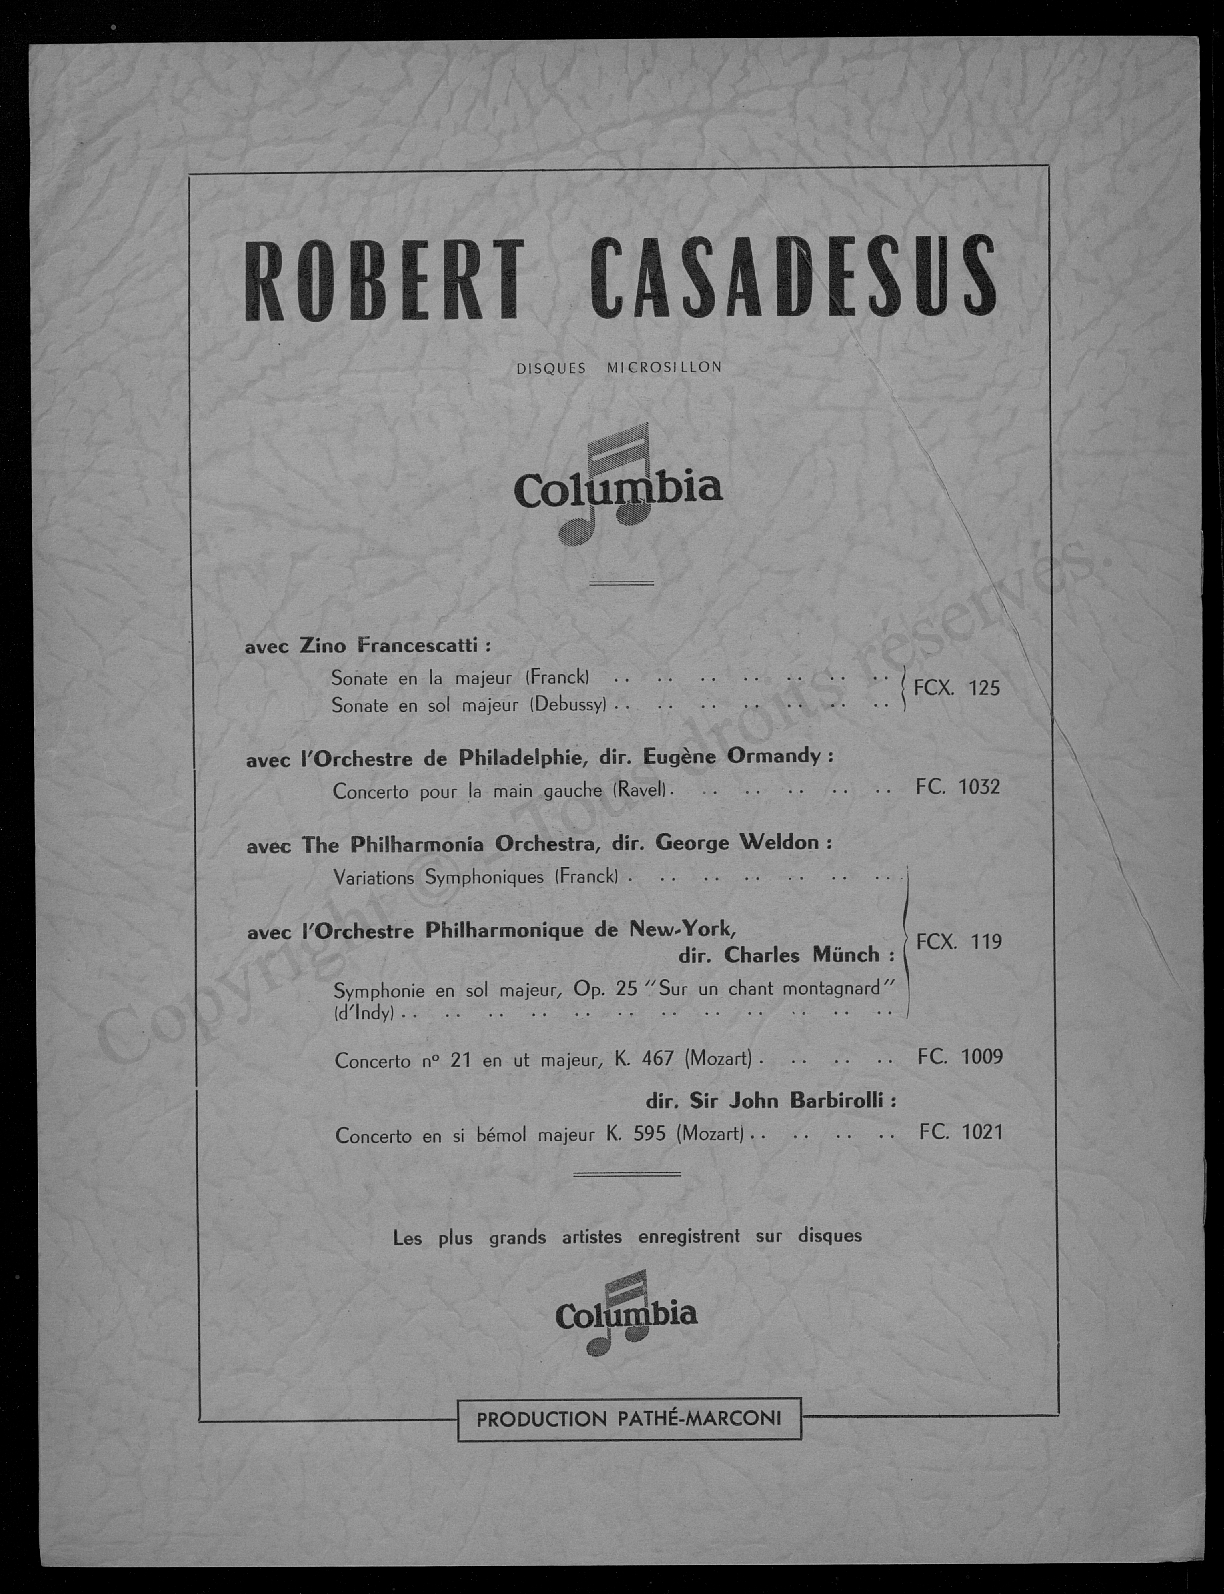 ROBERT CASADESUS
DISQUES MICROSILLON
Columbia
avec Zino Francescatti :
Sonate en la majeur (Franck) . . . . . . . . . . . . . .
Sonate en sol majeur (Debussy) . . . . . . . . . . . . . .
FCX. 125
avec l'Orchestre de Philadelphie, dir. Eugène Ormandy :
Concerto pour la main gauche (Ravel) . . . . . . . . . . . FC. 1032
avec The Philharmonia Orchestra, dir. George Weldon :
Variations Symphoniques (Franck) . . . . . . . . . . . . .
avec l'Orchestre Philharmonique de New-York,
dir. Charles Münch :
FCX. 119
Symphonie en sol majeur, Op. 25 "Sur un chant montagnard"
(d'Indy) . . . . . . . . . . . . . . . . . . . . . . . .
Concerto nº 21 en ut majeur, K. 467 (Mozart) . . . . . . . FC. 1009
dir. Sir John Barbirolli :
Concerto en si bémol majeur K. 595 (Mozart) . . . . . . . . FC. 1021
Les plus grands artistes enregistrent sur disques
Columbia
PRODUCTION PATHÉ-MARCONI
Copyright © - Tous droits réservés.